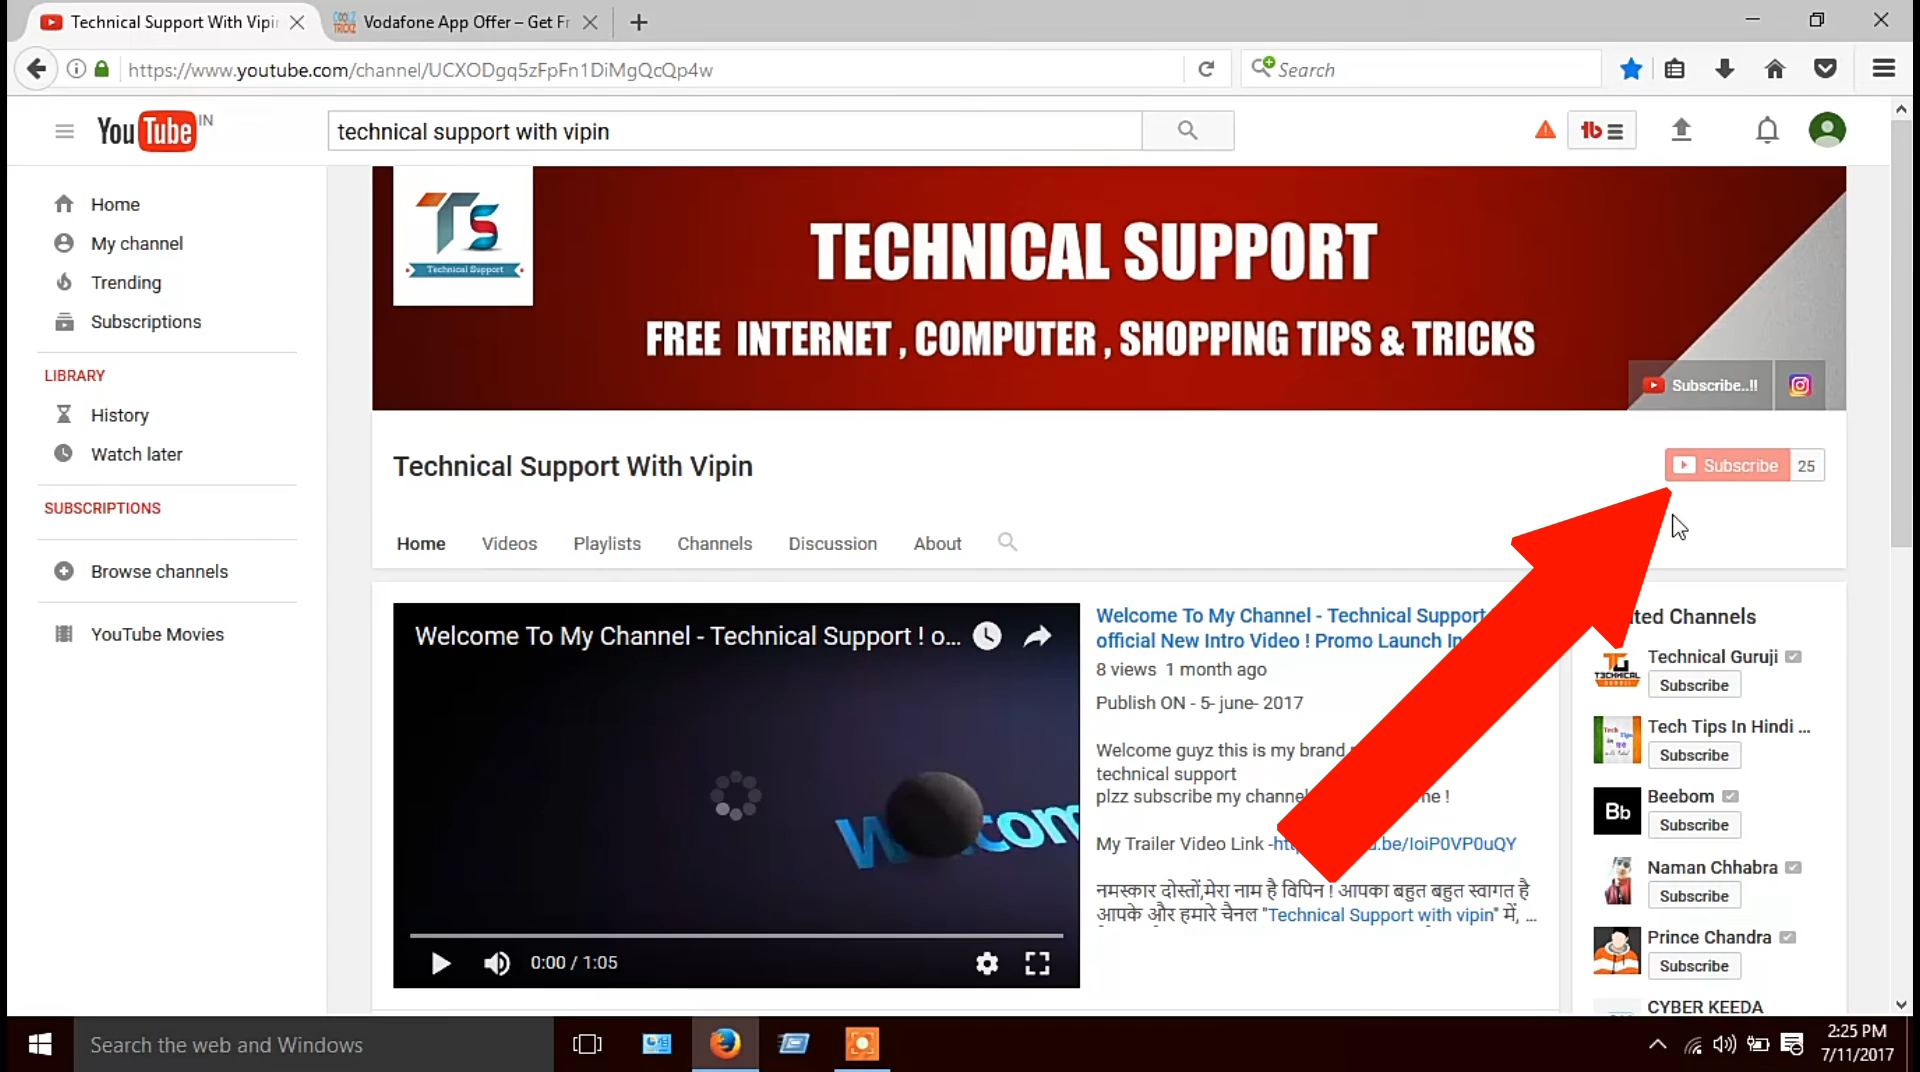 Technical Support With Vipin
Vodafone App Offer – Get Fr
https://www.youtube.com/channel/UCXODgq5zFpFn1DiMgQcQp4w
Search
YouTube IN
technical support with vipin
Home
My channel
Trending
Subscriptions
LIBRARY
History
Watch later
SUBSCRIPTIONS
Browse channels
YouTube Movies
TS
Technical Support
TECHNICAL SUPPORT
FREE INTERNET , COMPUTER , SHOPPING TIPS & TRICKS
Subscribe..!!
Technical Support With Vipin
Subscribe 25
Home Videos Playlists Channels Discussion About
Welcome To My Channel - Technical Support ! o...
0:00 / 1:05
Welcome To My Channel - Technical Support
official New Intro Video ! Promo Launch In
8 views 1 month ago
Publish ON - 5- june- 2017
Welcome guyz this is my brand
technical support
plzz subscribe my channel me !
My Trailer Video Link -htt .be/IoiP0VP0uQY
नमस्कार दोस्तों,मेरा नाम है विपिन ! आपका बहुत बहुत स्वागत है
आपके और हमारे चैनल "Technical Support with vipin" में, ...
ted Channels
Technical Guruji
Subscribe
Tech Tips In Hindi ...
Subscribe
Bb
Beebom
Subscribe
Naman Chhabra
Subscribe
Prince Chandra
Subscribe
CYBER KEEDA
Search the web and Windows
2:25 PM
7/11/2017